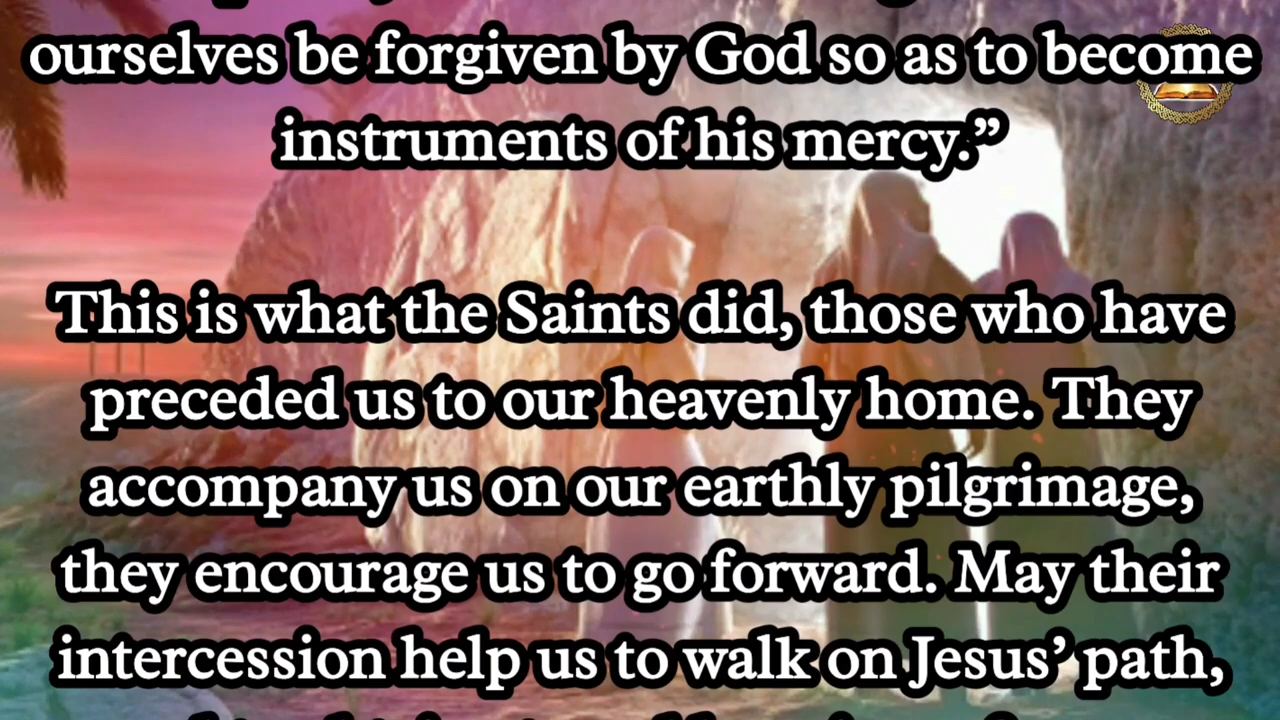 ourselves be forgiven by God so as to become
instruments of his mercy.”
This is what the Saints did, those who have
preceded us to our heavenly home. They
accompany us on our earthly pilgrimage,
they encourage us to go forward. May their
intercession help us to walk on Jesus’ path,